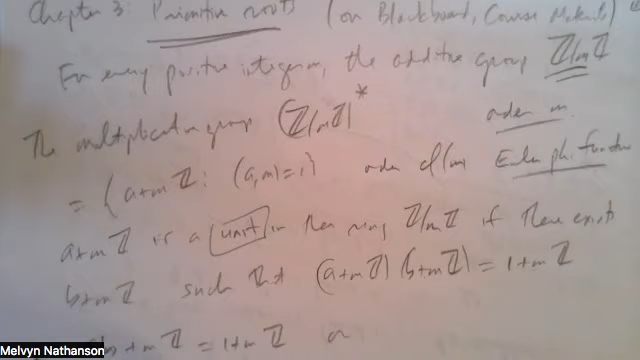 Chapter 3: Primitive roots (on Blackboard, Course Materials)
For every positive integer m, the additive group ℤ/mℤ
order m.
The multiplicative group (ℤ/mℤ)*
= {a+mℤ: (a,m)=1} order φ(m) Euler phi function
a+mℤ is a unit in the ring ℤ/mℤ if there exists
b+mℤ such that (a+mℤ)(b+mℤ) = 1+mℤ
+mℤ = 1+mℤ
Melvyn Nathanson